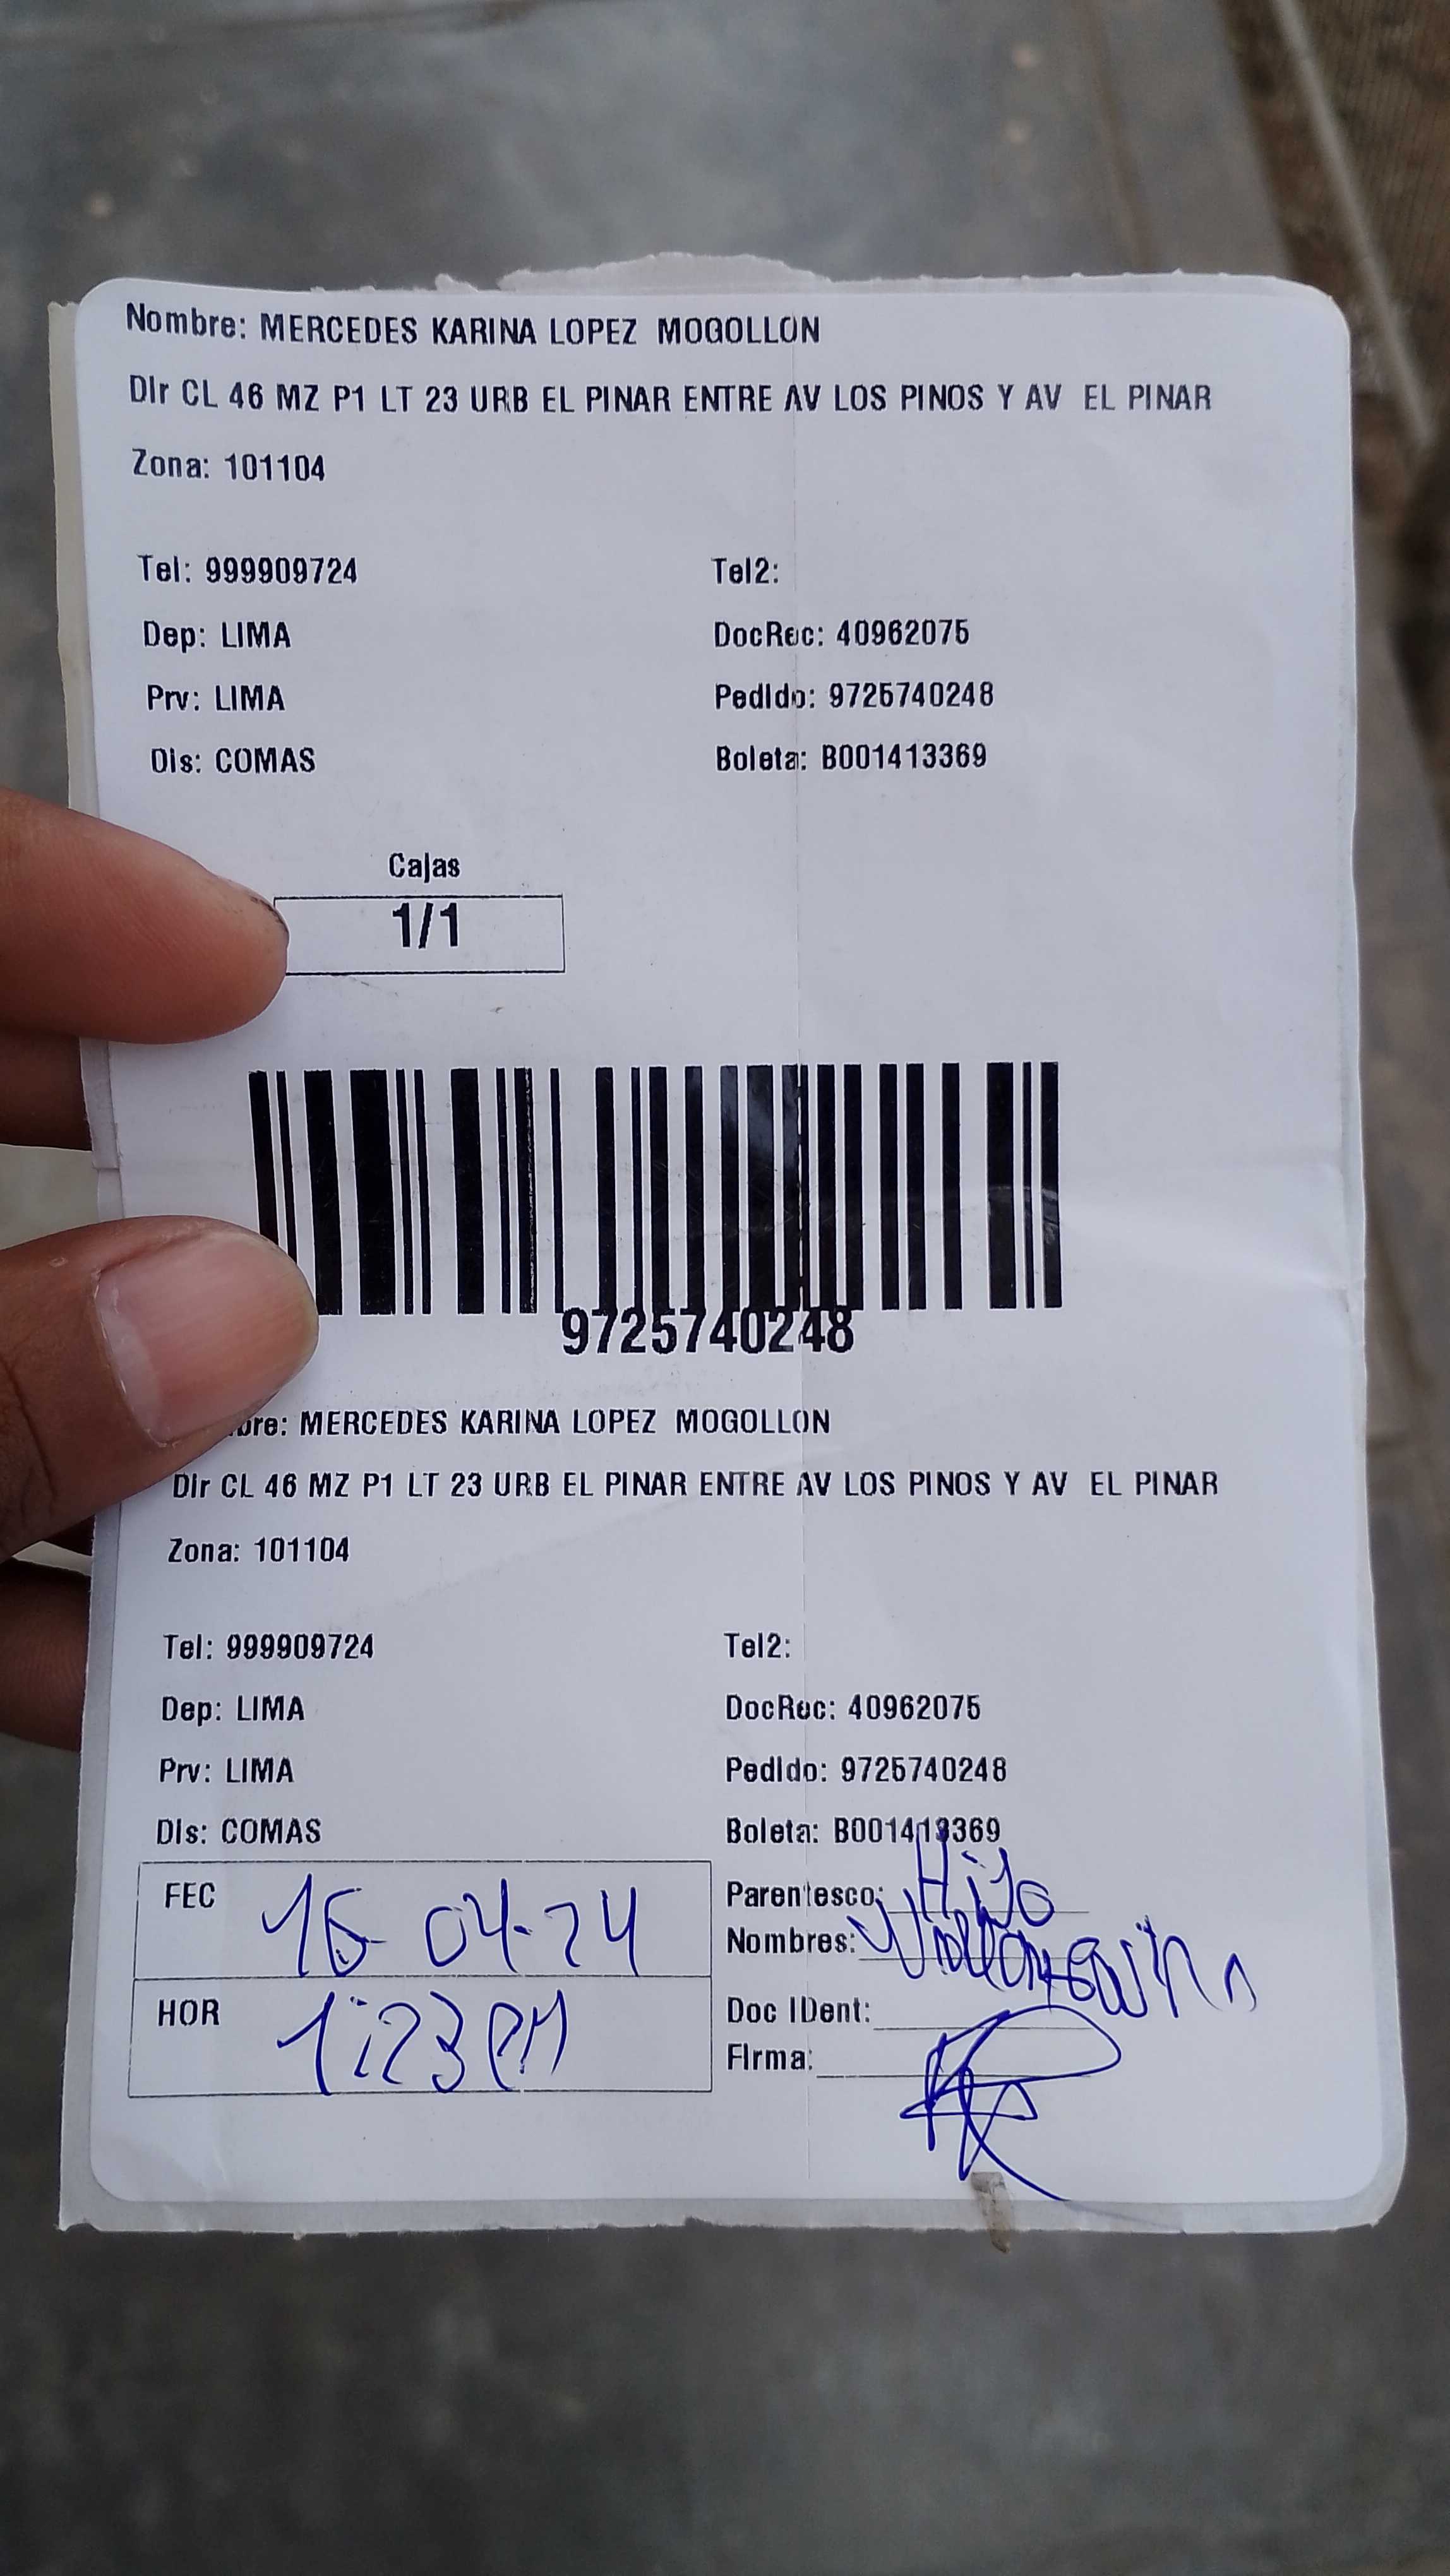 Nombre: MERCEDES KARINA LOPEZ MOGOLLON
Dir CL 46 MZ P1 LT 23 URB EL PINAR ENTRE AV LOS PINOS Y AV EL PINAR
Zona: 101104
Tel: 999909724 Tel2:
Dep: LIMA DocRec: 40962075
Prv: LIMA Pedido: 9725740248
Dis: COMAS Boleta: B001413369
Cajas
1/1
9725740248
bre: MERCEDES KARINA LOPEZ MOGOLLON
Dir CL 46 MZ P1 LT 23 URB EL PINAR ENTRE AV LOS PINOS Y AV EL PINAR
Zona: 101104
Tel: 999909724 Tel2:
Dep: LIMA DocRec: 40962075
Prv: LIMA Pedido: 9725740248
Dis: COMAS Boleta: B001413369
FEC 04-24 Parentesco: Hijo
Nombres:
HOR 1:23 PM Doc IDent:
Firma: